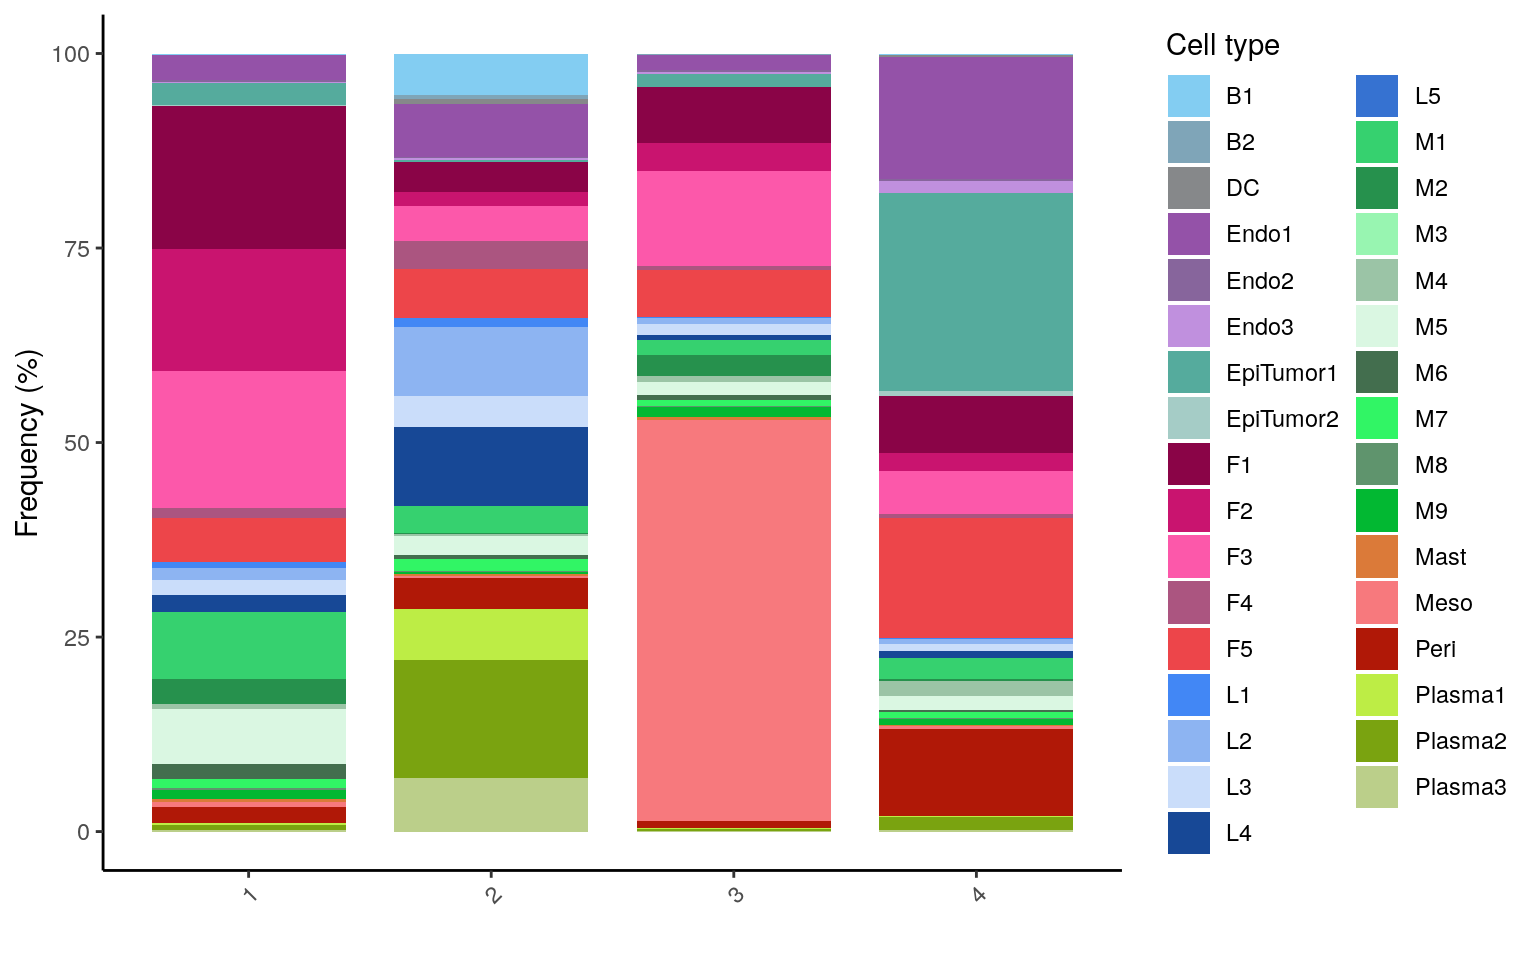 Frequency (%)
100
75
50
25
0
1
2
3
4
Cell type
B1
B2
DC
Endo1
Endo2
Endo3
EpiTumor1
EpiTumor2
F1
F2
F3
F4
F5
L1
L2
L3
L4
L5
M1
M2
M3
M4
M5
M6
M7
M8
M9
Mast
Meso
Peri
Plasma1
Plasma2
Plasma3